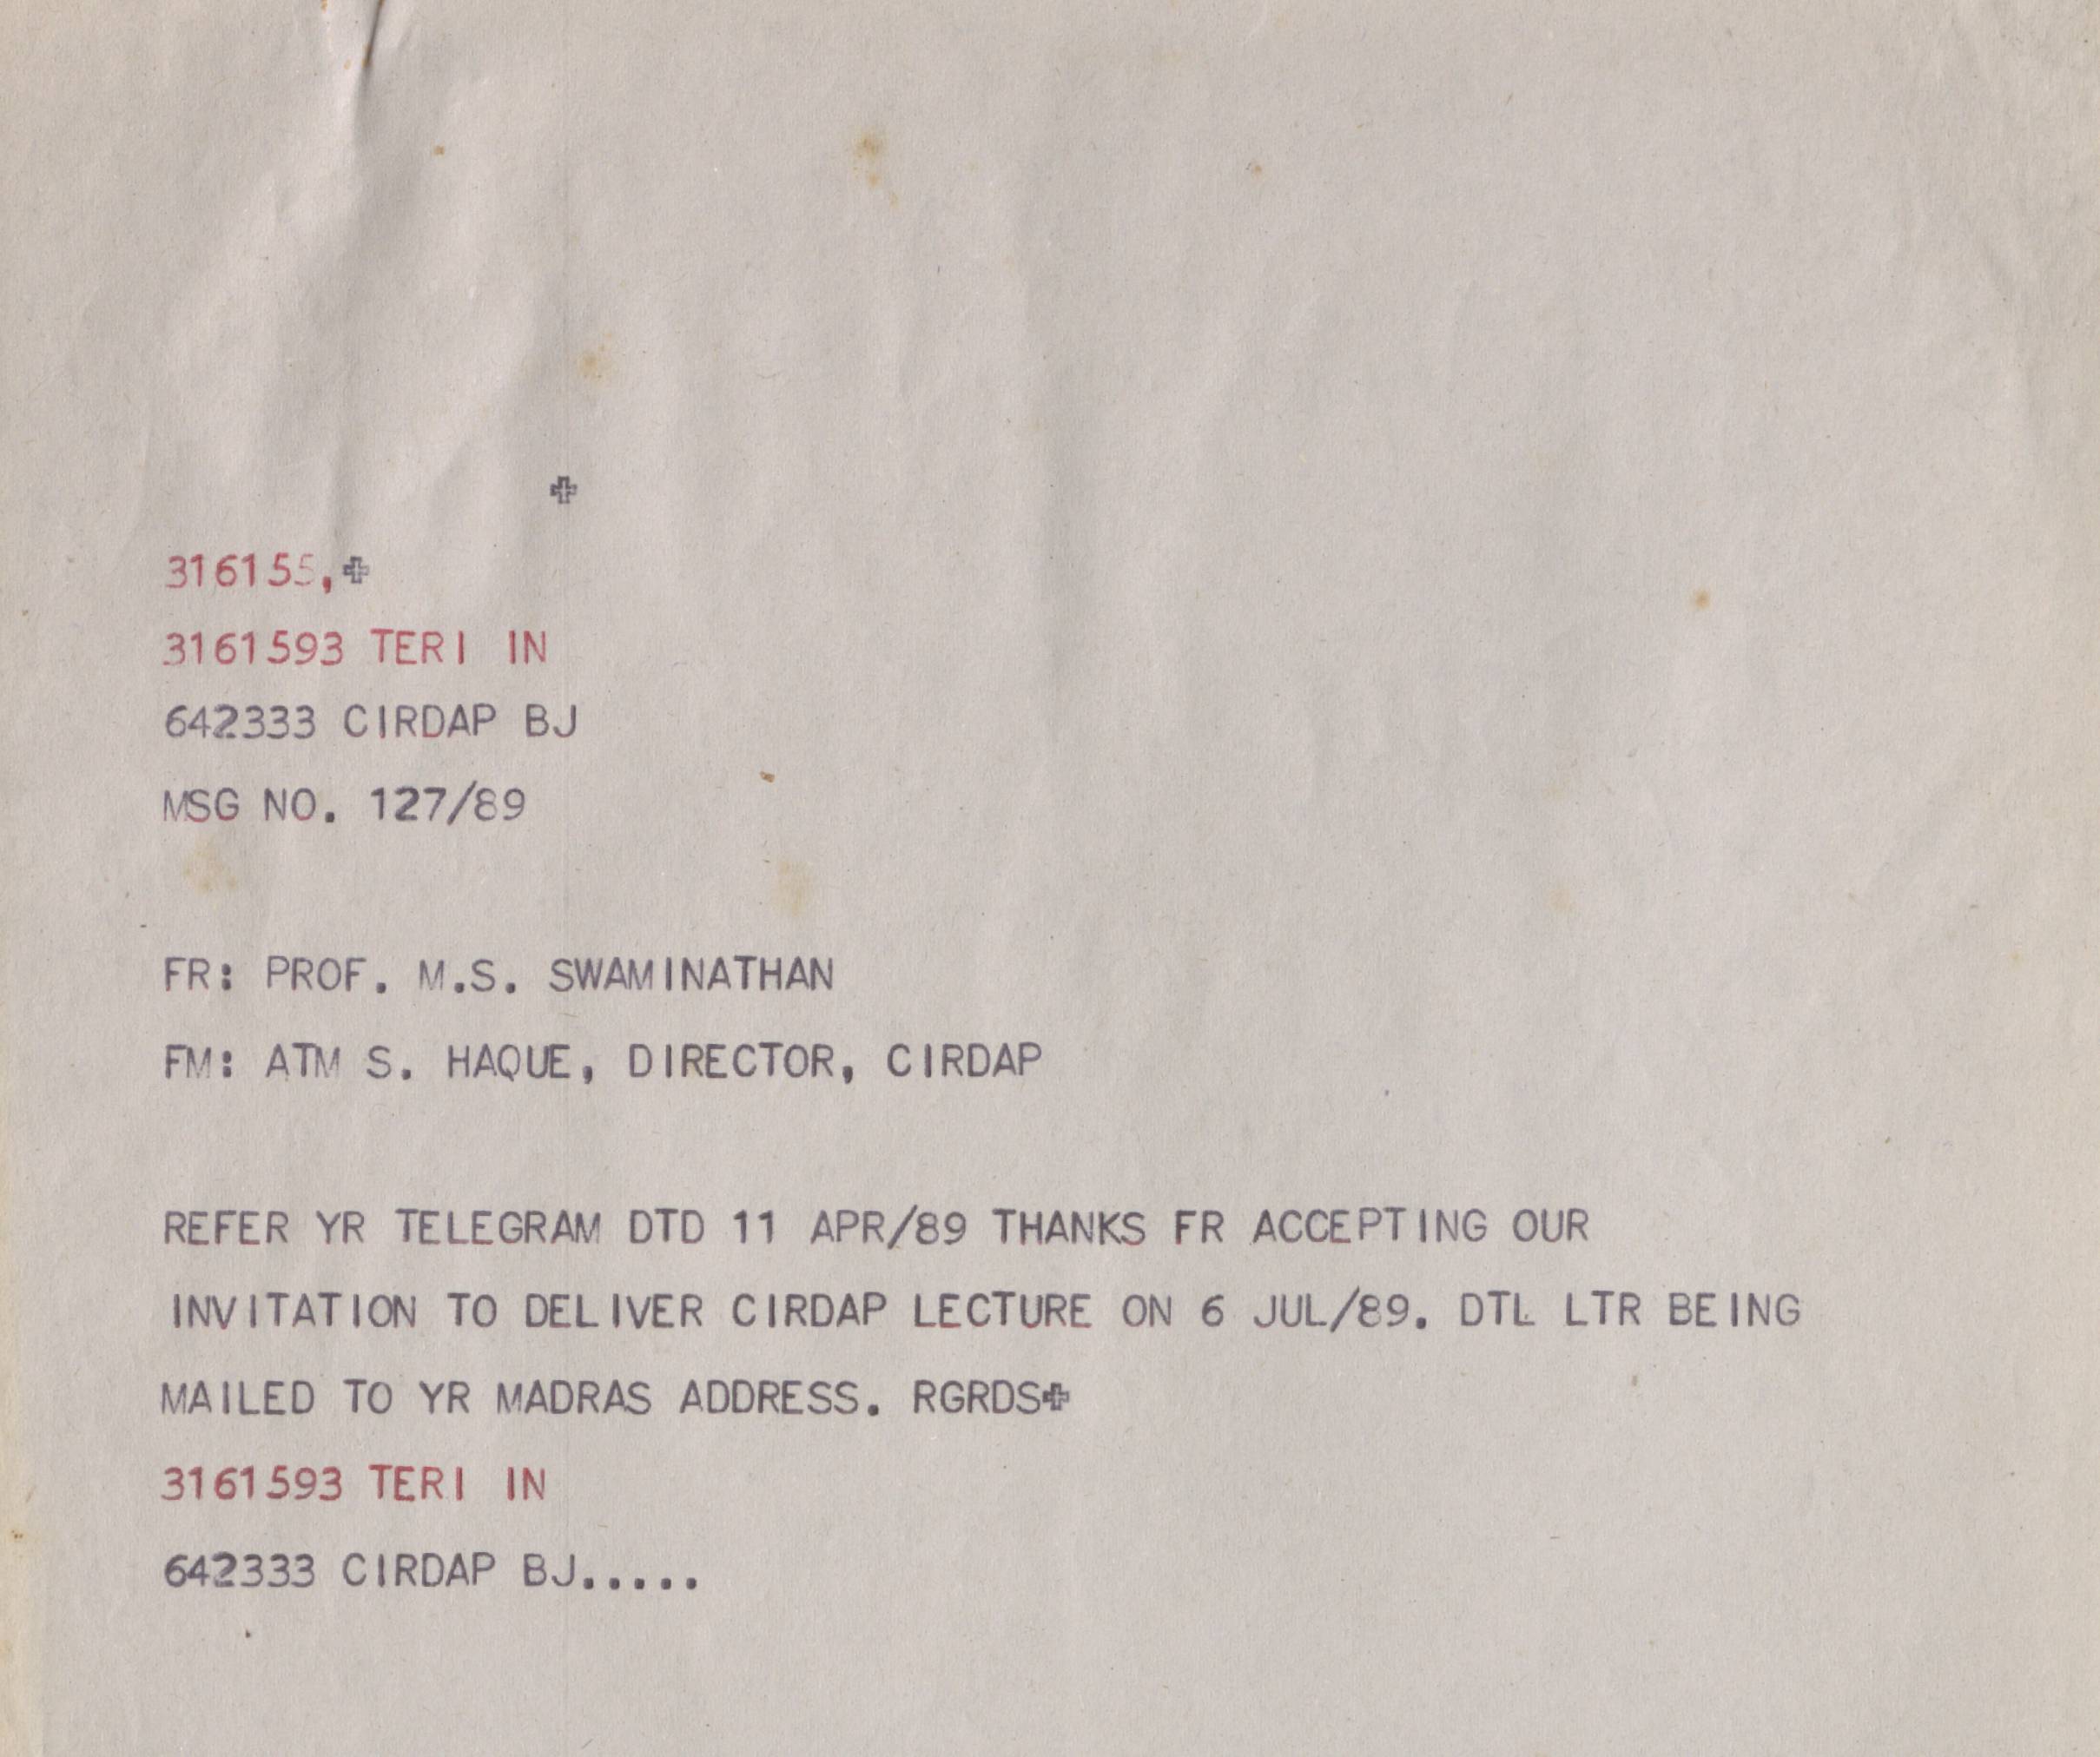 ✠
316155,✠
3161593 TERI IN
642333 CIRDAP BJ
MSG NO. 127/89
FR: PROF. M.S. SWAMINATHAN
FM: ATM S. HAQUE, DIRECTOR, CIRDAP
REFER YR TELEGRAM DTD 11 APR/89 THANKS FR ACCEPTING OUR
INVITATION TO DELIVER CIRDAP LECTURE ON 6 JUL/89. DTL LTR BEING
MAILED TO YR MADRAS ADDRESS. RGRDS✠
3161593 TERI IN
642333 CIRDAP BJ.....